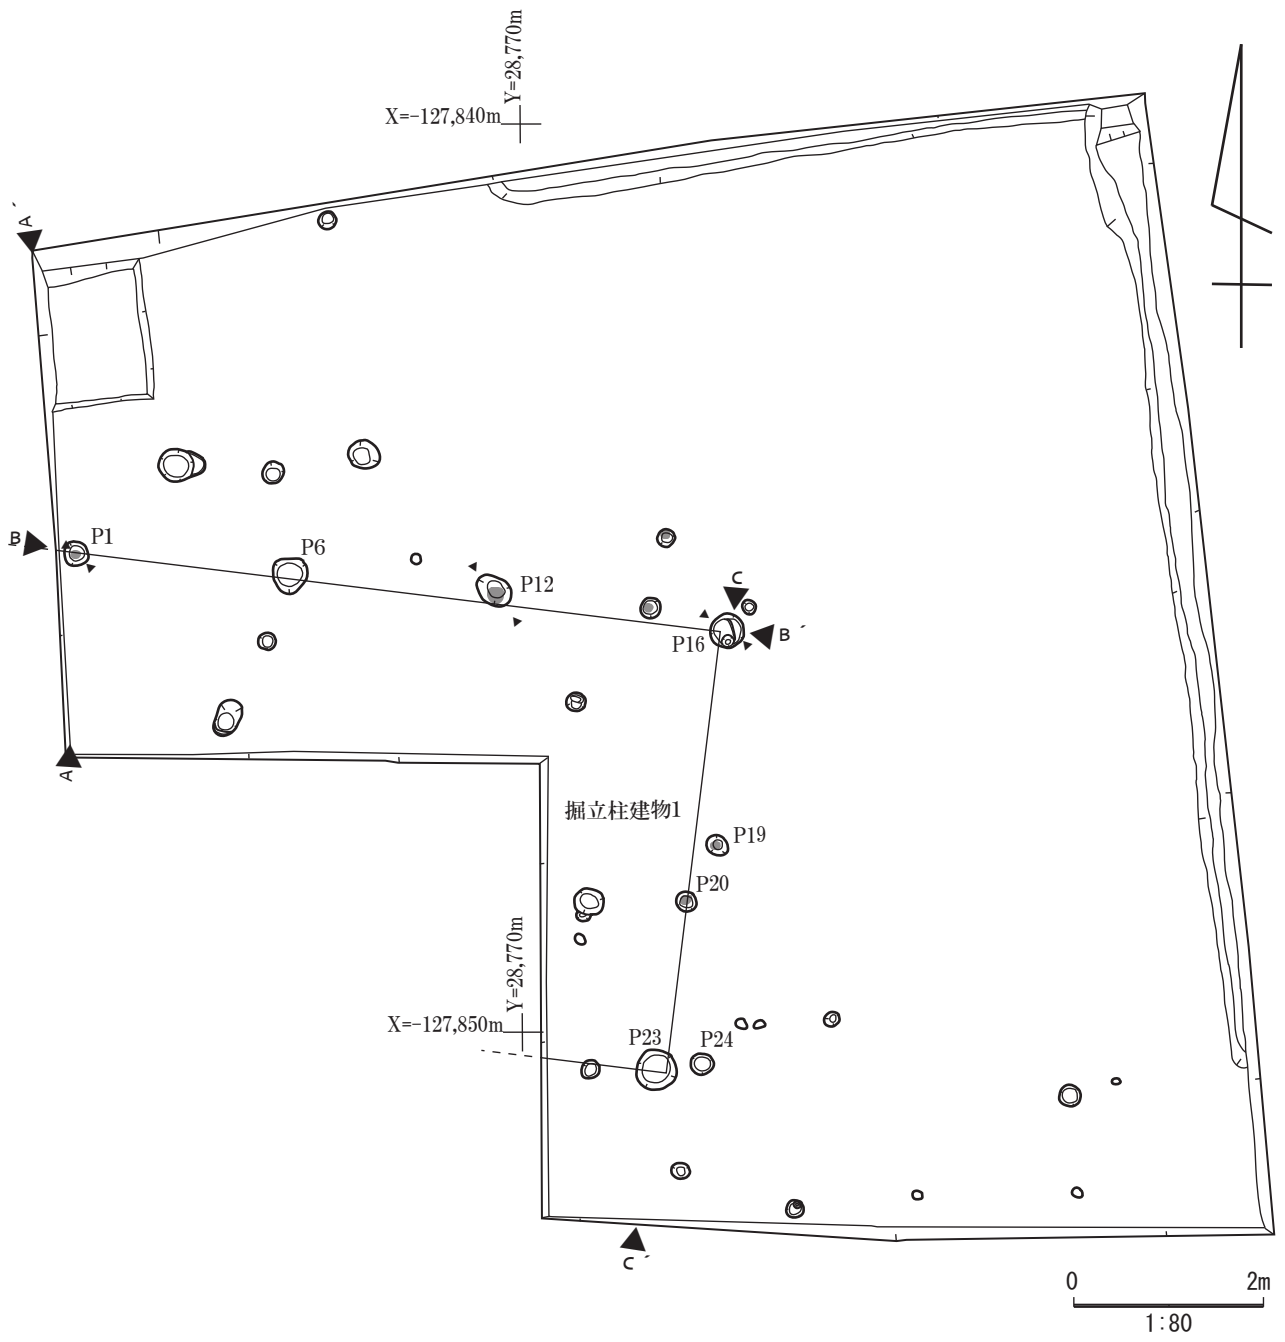 Y=28,770m
X=-127,840m
A´
B
P1
P6
P12
C
P16
B´
A
掘立柱建物1
P19
P20
Y=28,770m
X=-127,850m
P23
P24
C´
0
2m
1:80